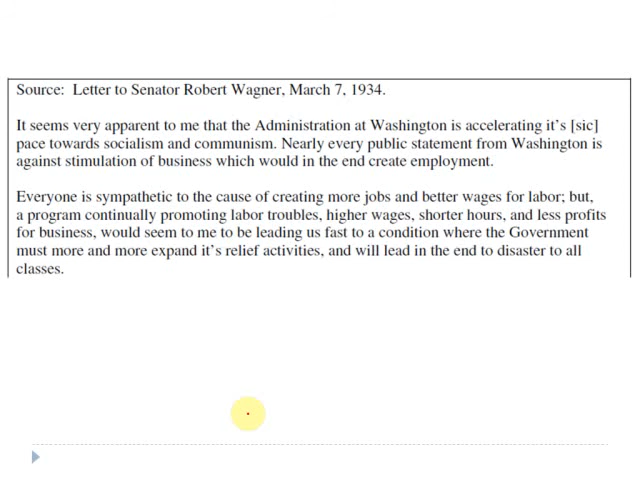 Source:  Letter to Senator Robert Wagner, March 7, 1934.
It seems very apparent to me that the Administration at Washington is accelerating it's [sic]
pace towards socialism and communism. Nearly every public statement from Washington is
against stimulation of business which would in the end create employment.
Everyone is sympathetic to the cause of creating more jobs and better wages for labor; but,
a program continually promoting labor troubles, higher wages, shorter hours, and less profits
for business, would seem to me to be leading us fast to a condition where the Government
must more and more expand it's relief activities, and will lead in the end to disaster to all
classes.